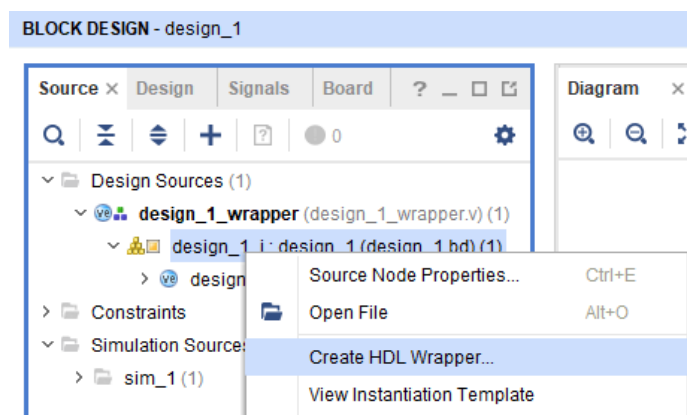 BLOCK DESIGN - design_1
Source × Design Signals Board ? Diagram ×
0
Design Sources (1)
design_1_wrapper (design_1_wrapper.v) (1)
design_1_i : design_1 (design_1.bd) (1)
design
Source Node Properties... Ctrl+E
Constraints
Open File Alt+O
Simulation Sources
Create HDL Wrapper...
sim_1 (1)
View Instantiation Template